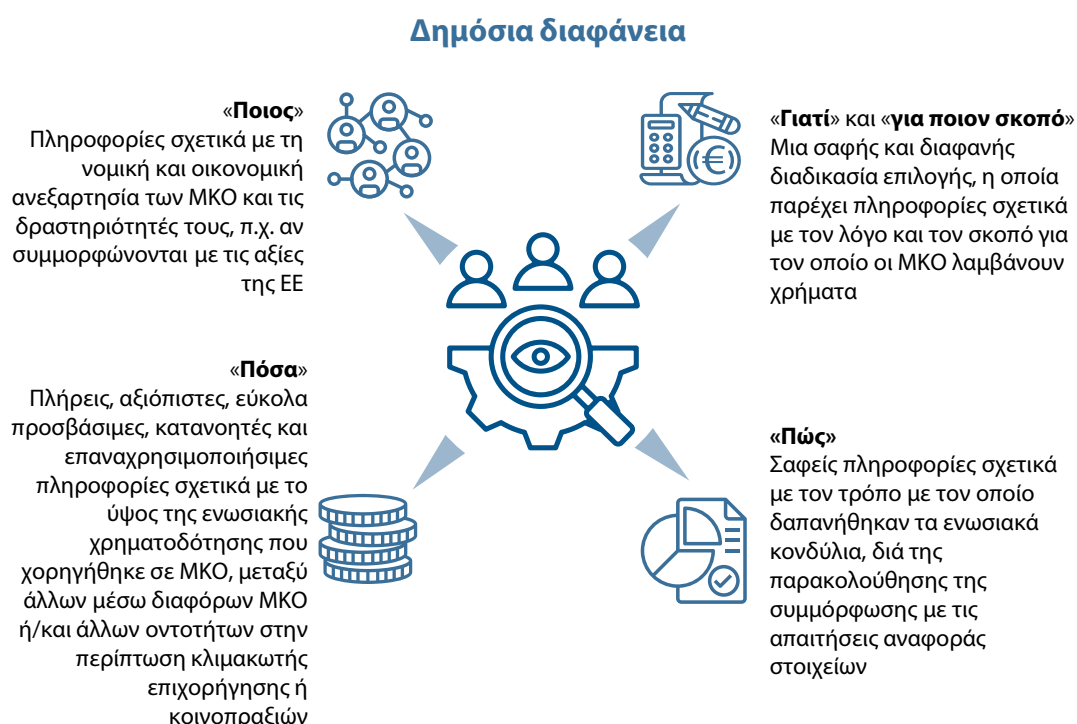 Δημόσια διαφάνεια
«Ποιος»
Πληροφορίες σχετικά με τη
νομική και οικονομική
ανεξαρτησία των ΜΚΟ και τις
δραστηριότητές τους, π.χ. αν
συμμορφώνονται με τις αξίες
της ΕΕ
«Γιατί» και «για ποιον σκοπό»
Μια σαφής και διαφανής
διαδικασία επιλογής, η οποία
παρέχει πληροφορίες σχετικά
με τον λόγο και τον σκοπό για
τον οποίο οι ΜΚΟ λαμβάνουν
χρήματα
«Πόσα»
Πλήρεις, αξιόπιστες, εύκολα
προσβάσιμες, κατανοητές και
επαναχρησιμοποιήσιμες
πληροφορίες σχετικά με το
ύψος της ενωσιακής
χρηματοδότησης που
χορηγήθηκε σε ΜΚΟ, μεταξύ
άλλων μέσω διαφόρων ΜΚΟ
ή/και άλλων οντοτήτων στην
περίπτωση κλιμακωτής
επιχορήγησης ή
κοινοπραξιών
«Πώς»
Σαφείς πληροφορίες σχετικά
με τον τρόπο με τον οποίο
δαπανήθηκαν τα ενωσιακά
κονδύλια, διά της
παρακολούθησης της
συμμόρφωσης με τις
απαιτήσεις αναφοράς
στοιχείων